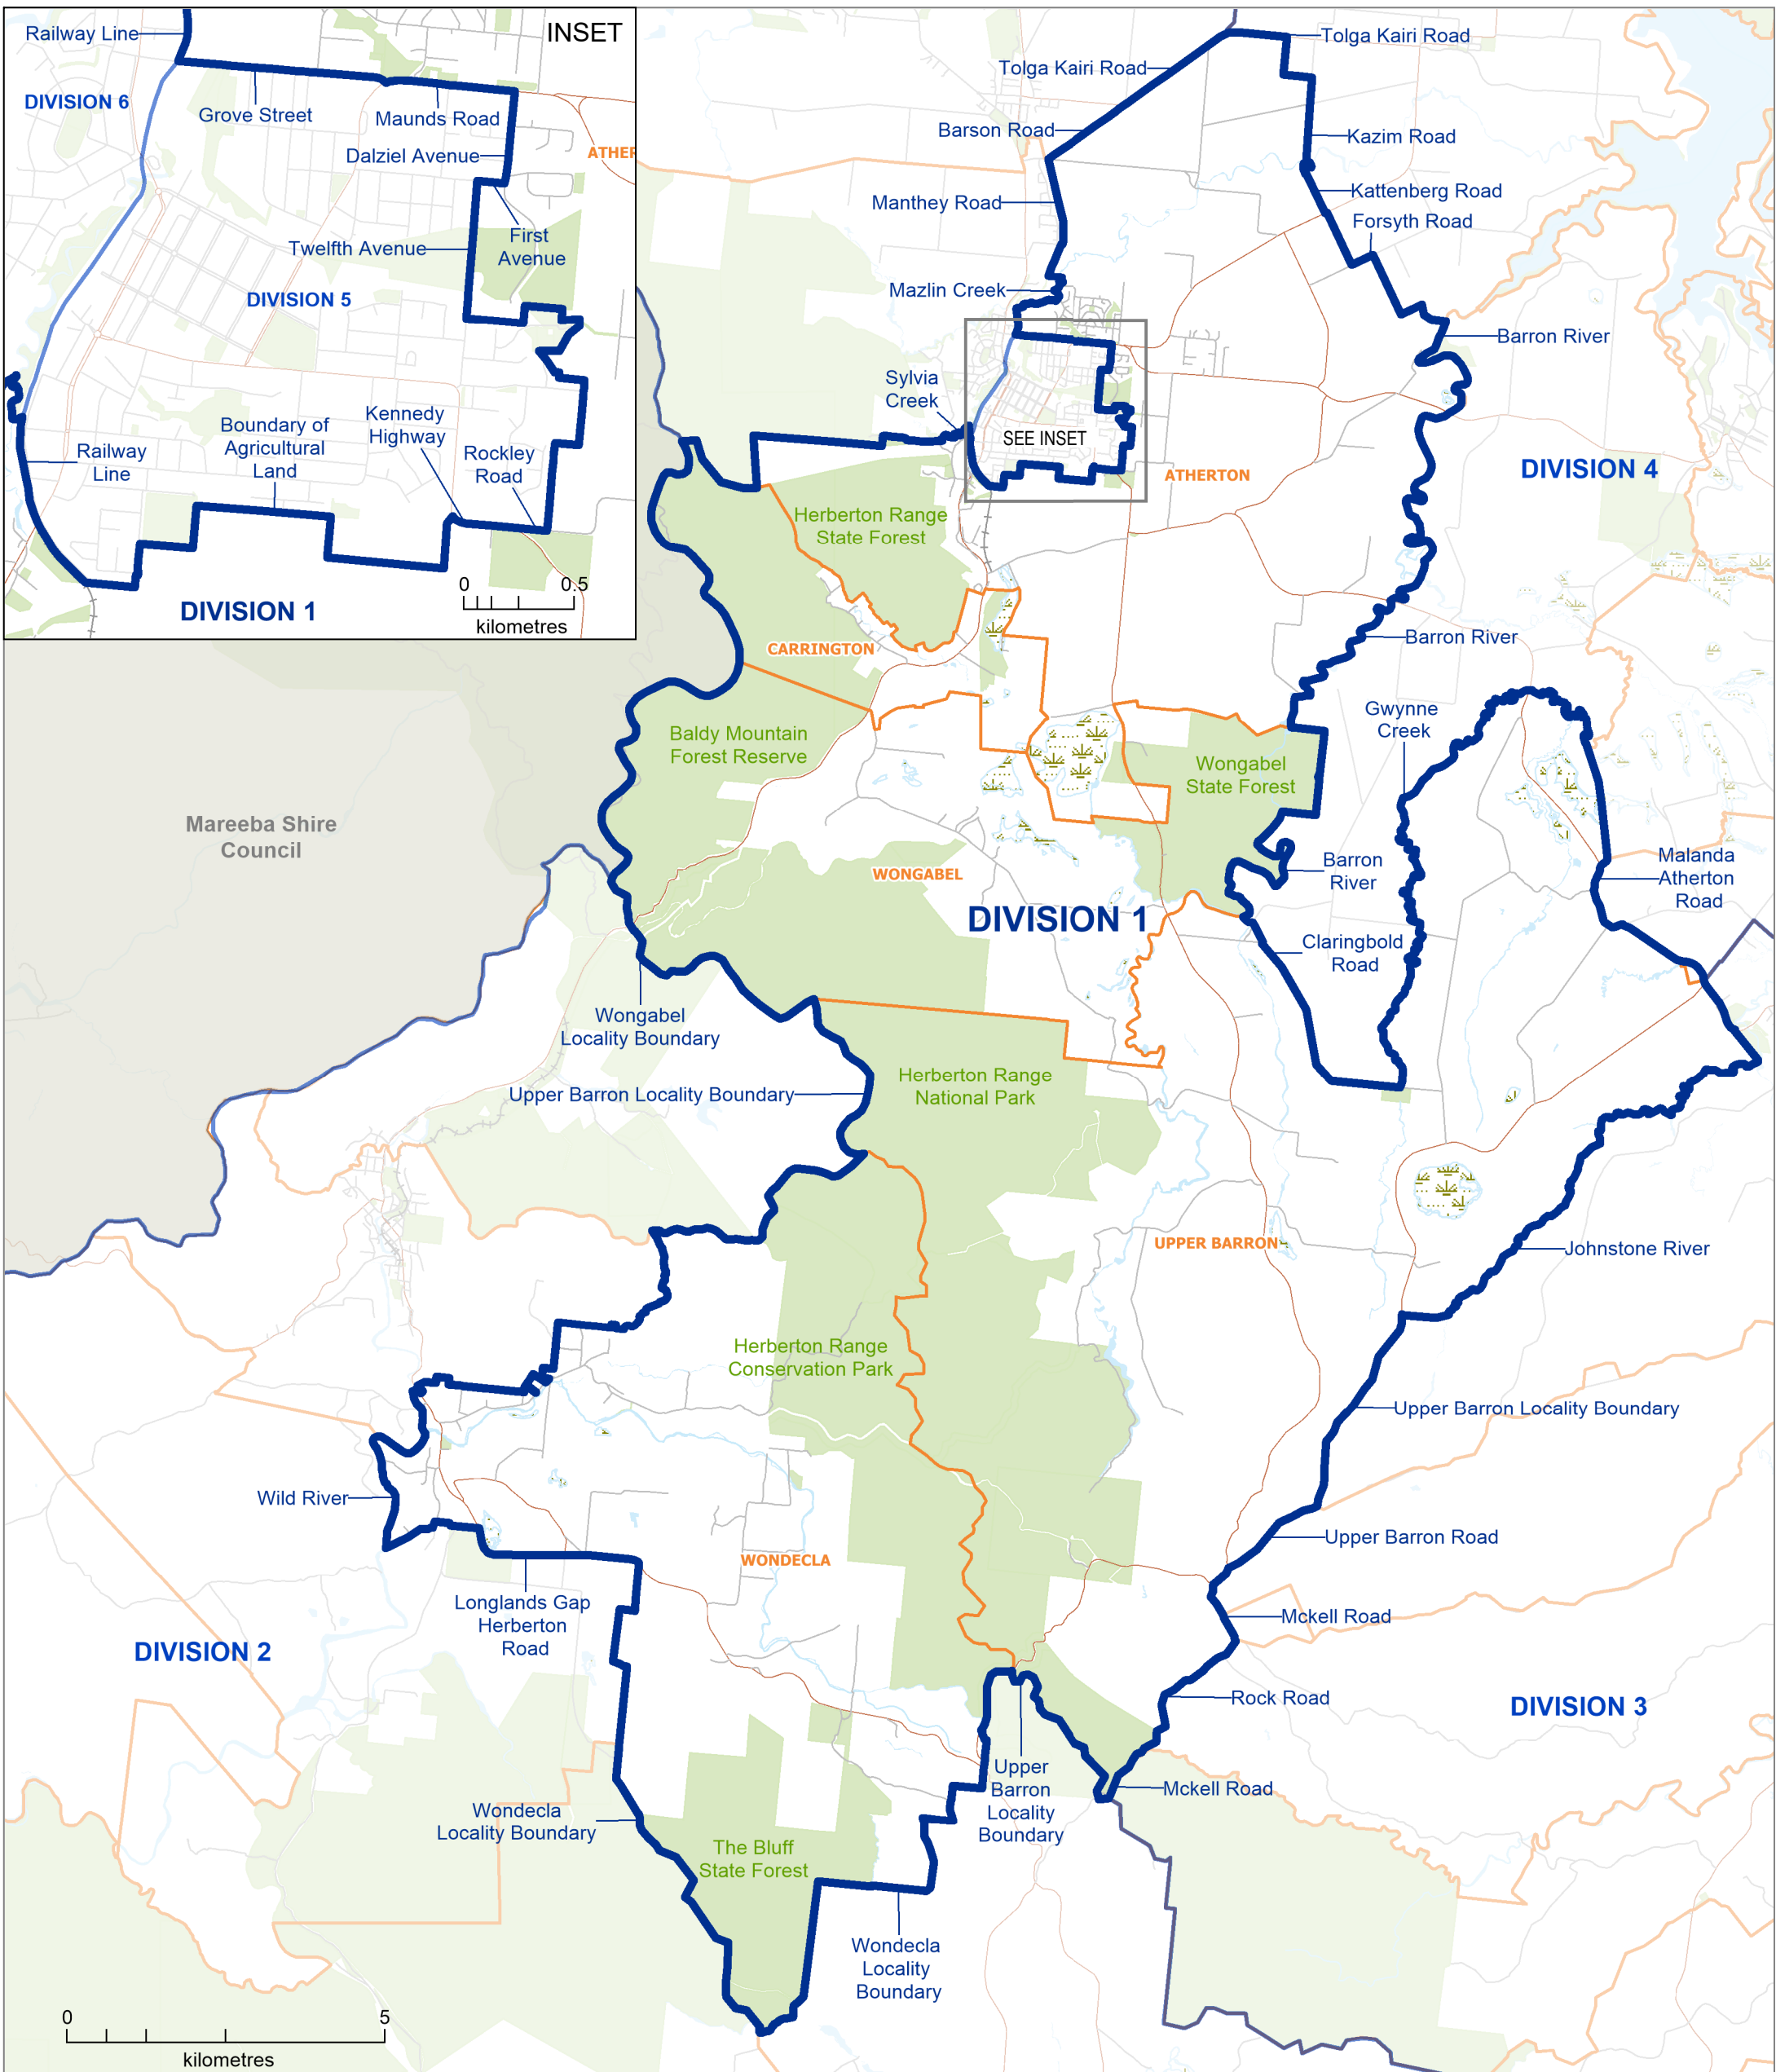 Railway Line
INSET
DIVISION 6
Grove Street
Maunds Road
Dalziel Avenue
ATHER
First
Avenue
Twelfth Avenue
DIVISION 5
Boundary of
Agricultural
Land
Kennedy
Highway
Rockley
Road
Railway
Line
0 0.5
kilometres
DIVISION 1
Tolga Kairi Road
Tolga Kairi Road
Barson Road
Kazim Road
Kattenberg Road
Manthey Road
Forsyth Road
Mazlin Creek
Barron River
Sylvia
Creek
SEE INSET
ATHERTON
DIVISION 4
Herberton Range
State Forest
CARRINGTON
Barron River
Gwynne
Creek
Baldy Mountain
Forest Reserve
Wongabel
State Forest
Mareeba Shire
Council
WONGABEL
Barron
River
Malanda
Atherton
Road
DIVISION 1
Claringbold
Road
Wongabel
Locality Boundary
Upper Barron Locality Boundary
Herberton Range
National Park
UPPER BARRON
Johnstone River
Herberton Range
Conservation Park
Upper Barron Locality Boundary
Wild River
Upper Barron Road
WONDECLA
Longlands Gap
Herberton
Road
Mckell Road
DIVISION 2
Rock Road
DIVISION 3
Upper
Barron
Locality
Boundary
Mckell Road
Wondecla
Locality Boundary
The Bluff
State Forest
Wondecla
Locality
Boundary
0 5
kilometres